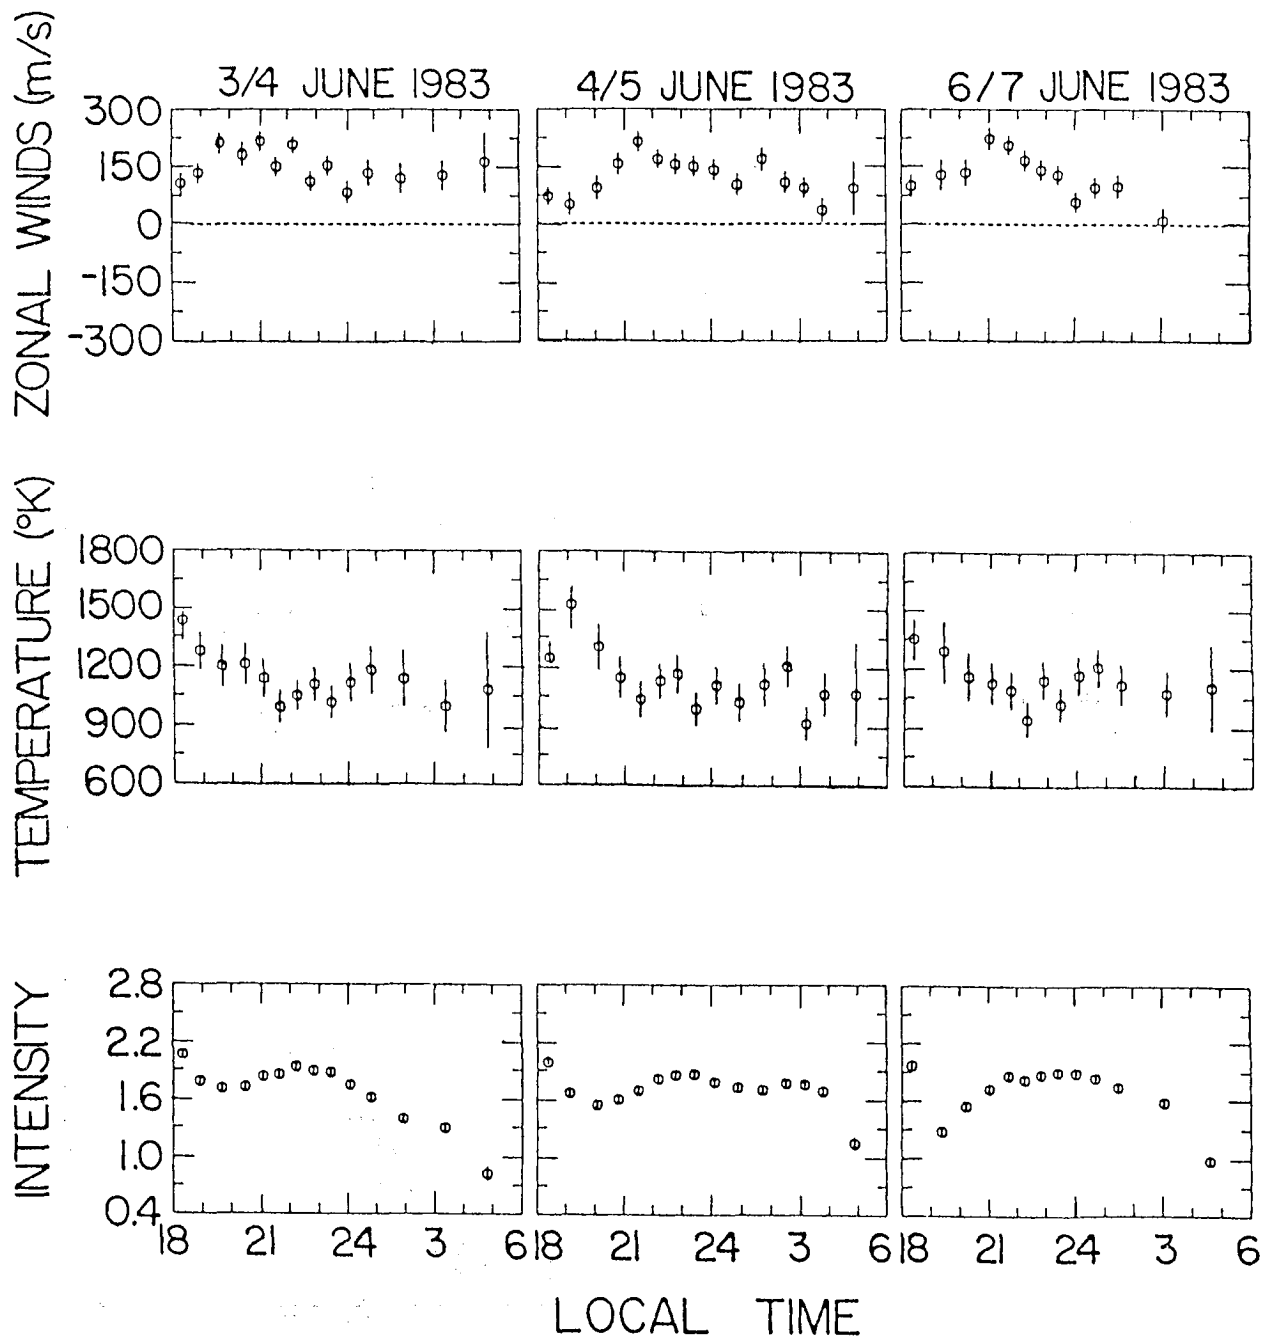 3/4 JUNE 1983
4/5 JUNE 1983
6/7 JUNE 1983
ZONAL WINDS (m/s)
300
150
0
-150
-300
TEMPERATURE (°K)
1800
1500
1200
900
600
INTENSITY
2.8
2.2
1.6
1.0
0.4
18 21 24 3 6
18 21 24 3 6
18 21 24 3 6
LOCAL TIME